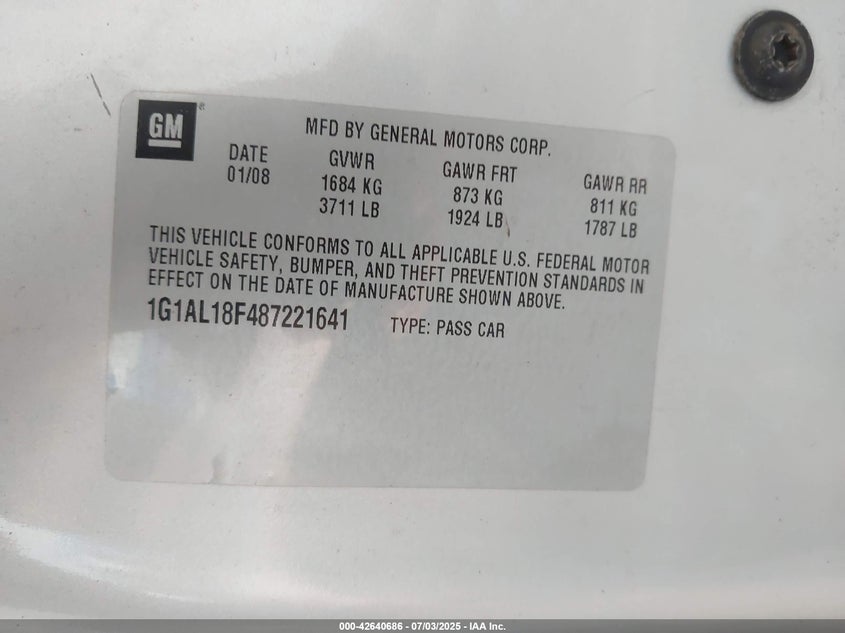 GM ®
MFD BY GENERAL MOTORS CORP.
DATE GVWR GAWR FRT GAWR RR
01/08 1684 KG 873 KG 811 KG
3711 LB 1924 LB 1787 LB
THIS VEHICLE CONFORMS TO ALL APPLICABLE U.S. FEDERAL MOTOR
VEHICLE SAFETY, BUMPER, AND THEFT PREVENTION STANDARDS IN
EFFECT ON THE DATE OF MANUFACTURE SHOWN ABOVE.
1G1AL18F487221641 TYPE: PASS CAR
000-42640686 - 07/03/2025 - IAA Inc.